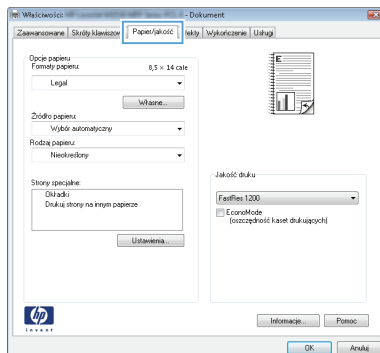 Właściwości: - Dokument
Zaawansowane Skróty klawiszow Papier/jakość fekty Wykończenie Usługi
Opcje papieru
Formaty papieru: 8,5 × 14 cale
Legal
Własne...
Źródło papieru:
Wybór automatyczny
Rodzaj papieru:
Nieokreślony
Strony specjalne:
Okładki
Drukuj strony na innym papierze
Ustawienia...
E
Jakość druku
FastRes 1200
EconoMode
(oszczędność kaset drukujących)
hp
invent
Informacje... Pomoc
OK Anuluj